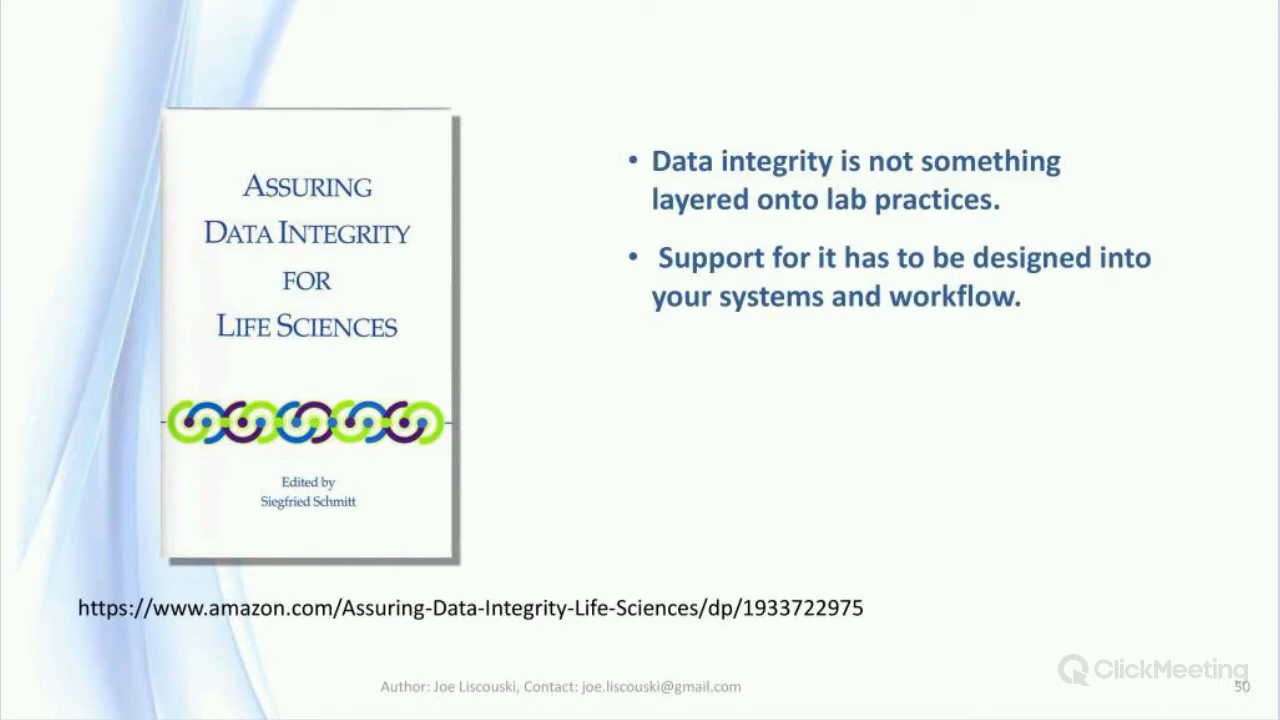 ASSURING
DATA INTEGRITY
FOR
LIFE SCIENCES
Edited by
Siegfried Schmitt
• Data integrity is not something
layered onto lab practices.
• Support for it has to be designed into
your systems and workflow.
https://www.amazon.com/Assuring-Data-Integrity-Life-Sciences/dp/1933722975
Author: Joe Liscouski, Contact: joe.liscouski@gmail.com
ClickMeeting
50